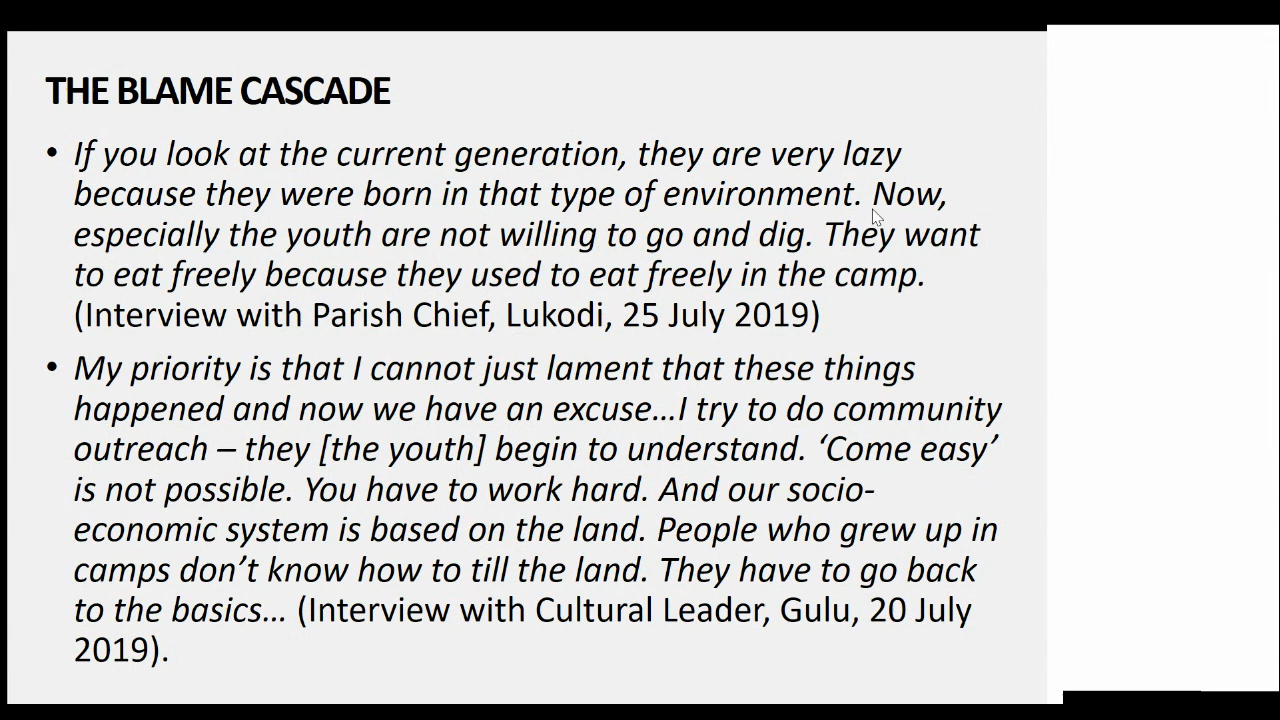 THE BLAME CASCADE
• If you look at the current generation, they are very lazy
because they were born in that type of environment. Now,
especially the youth are not willing to go and dig. They want
to eat freely because they used to eat freely in the camp.
(Interview with Parish Chief, Lukodi, 25 July 2019)
• My priority is that I cannot just lament that these things
happened and now we have an excuse…I try to do community
outreach – they [the youth] begin to understand. ‘Come easy’
is not possible. You have to work hard. And our socio-
economic system is based on the land. People who grew up in
camps don’t know how to till the land. They have to go back
to the basics… (Interview with Cultural Leader, Gulu, 20 July
2019).